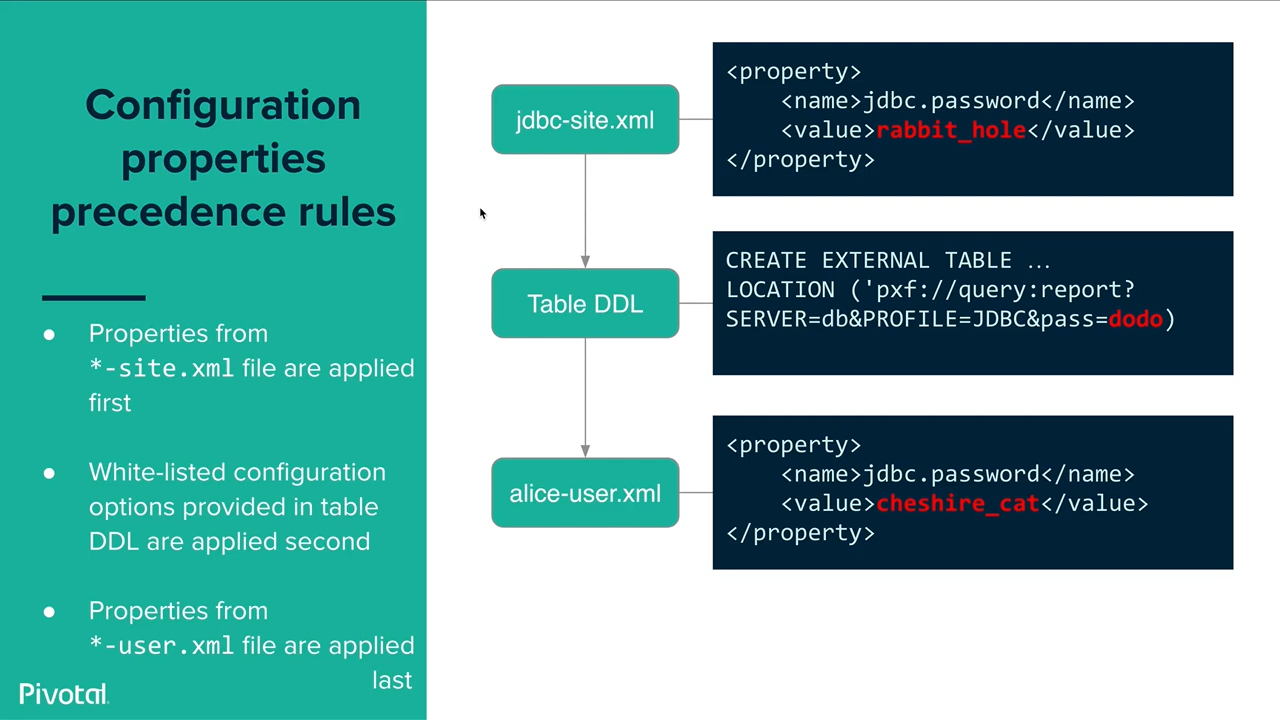 Configuration
properties
precedence rules
● Properties from
*-site.xml file are applied
first
● White-listed configuration
options provided in table
DDL are applied second
● Properties from
*-user.xml file are applied
last
Pivotal.
jdbc-site.xml
<property>
    <name>jdbc.password</name>
    <value>rabbit_hole</value>
</property>
Table DDL
CREATE EXTERNAL TABLE …
LOCATION ('pxf://query:report?
SERVER=db&PROFILE=JDBC&pass=dodo)
alice-user.xml
<property>
    <name>jdbc.password</name>
    <value>cheshire_cat</value>
</property>